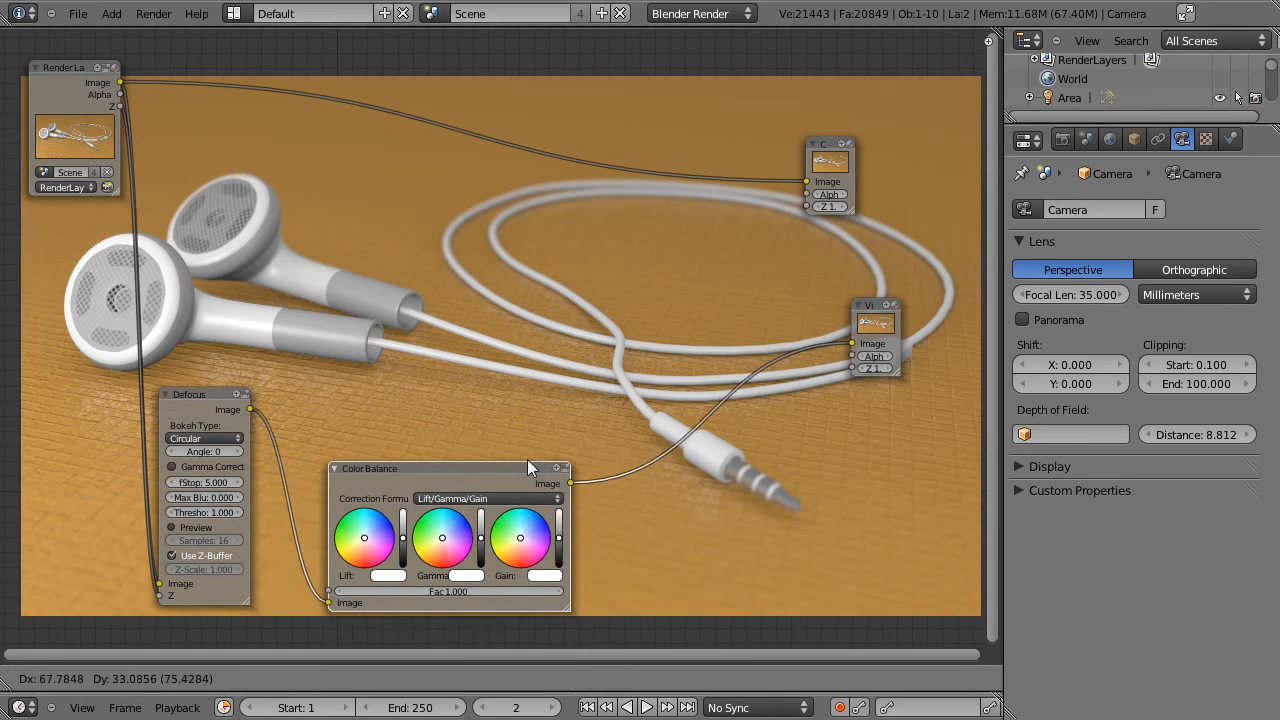 File Add Render Help Default Scene 4 Blender Render Ve:21443 | Fa:20849 | Ob:1-10 | La:2 | Mem:11.68M (67.40M) | Camera
View Search All Scenes
RenderLayers
World
Area
Render La
Image
Alpha
Z
Scene 4
RenderLay
C
Image
Alph
Z 1.
Vi
Image
Alph
Z 1.
Defocus
Image
Bokeh Type:
Circular
Angle: 0
Gamma Correct
fStop: 5.000
Max Blu: 0.000
Thresho: 1.000
Preview
Samples: 16
Use Z-Buffer
Z-Scale: 1.000
Image
Z
Color Balance
Image
Correction Formu Lift/Gamma/Gain
Lift: Gamma Gain:
Fac 1.000
Image
Camera Camera
Camera F
Lens
Perspective Orthographic
Focal Len: 35.000 Millimeters
Panorama
Shift: Clipping:
X: 0.000 Start: 0.100
Y: 0.000 End: 100.000
Depth of Field:
Distance: 8.812
Display
Custom Properties
Dx: 67.7848 Dy: 33.0856 (75.4284)
View Frame Playback Start: 1 End: 250 2 No Sync